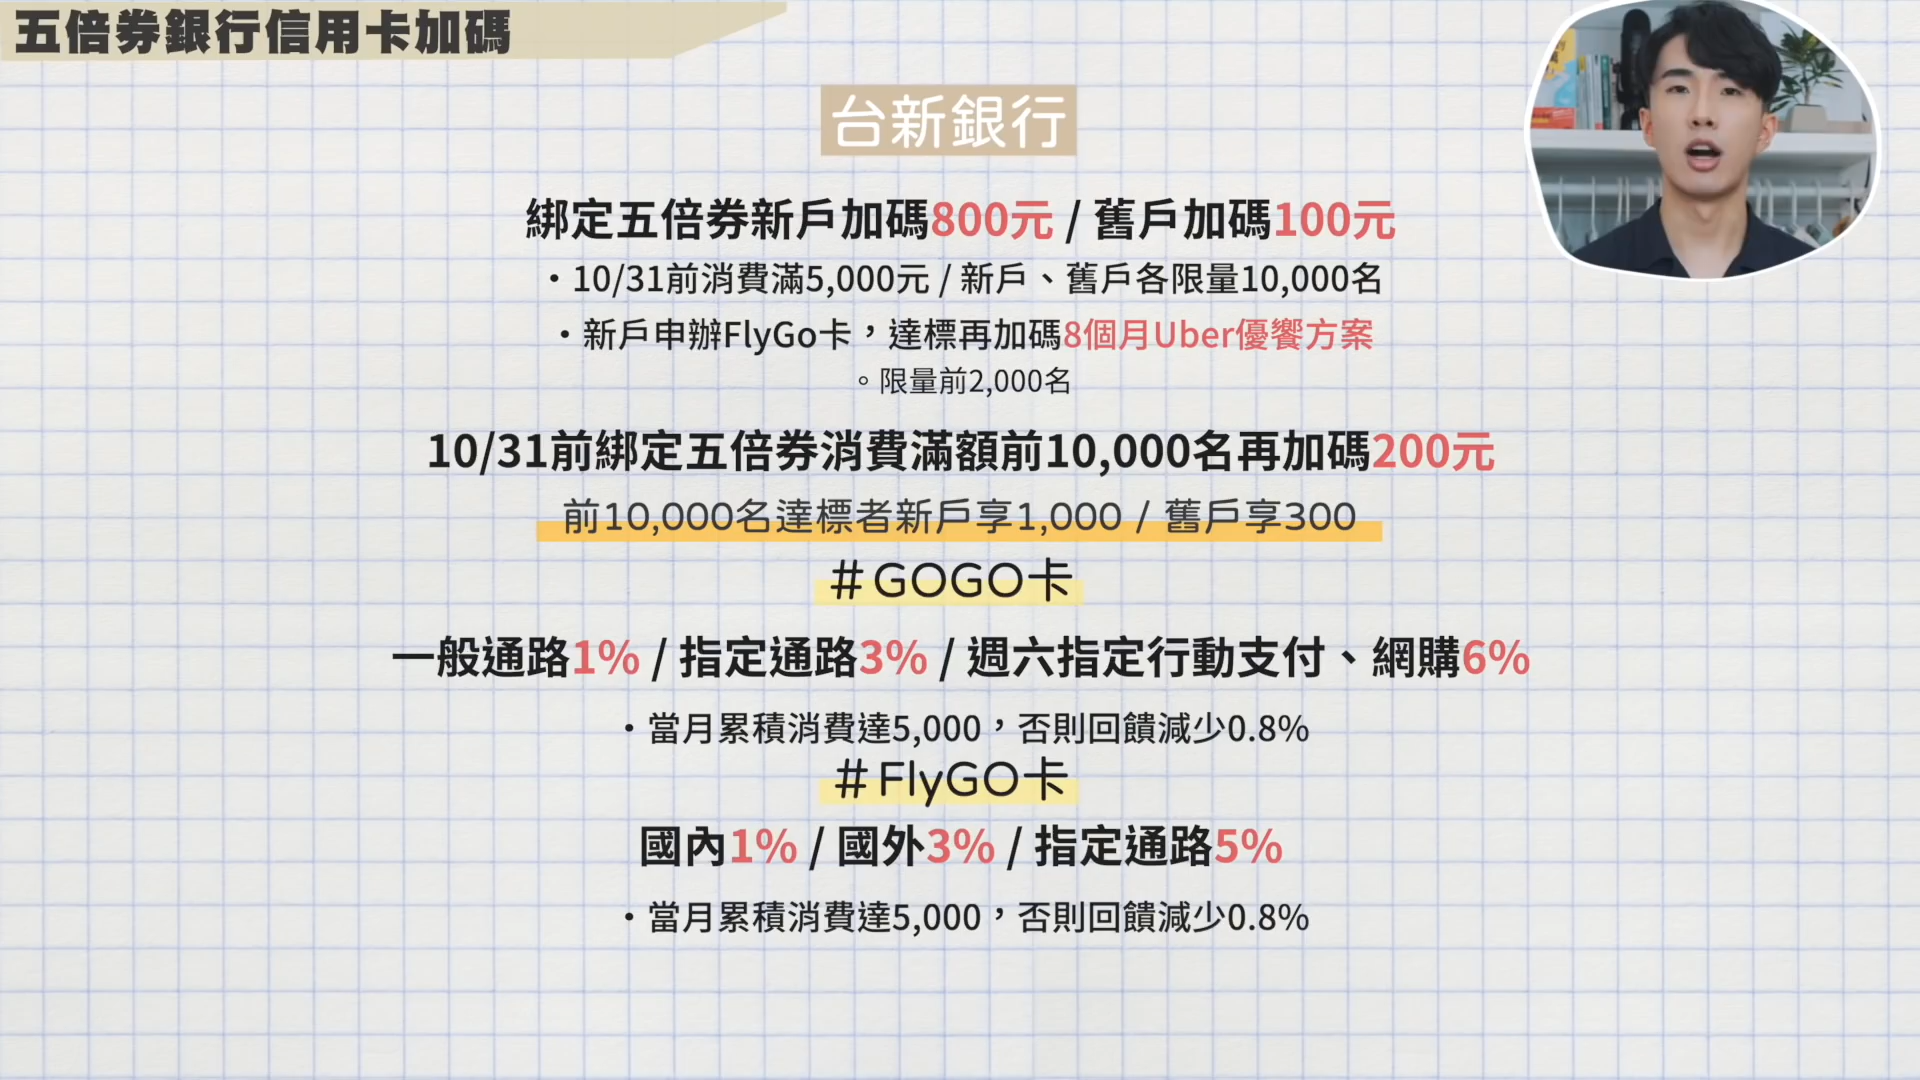 五倍券銀行信用卡加碼
台新銀行
綁定五倍券新戶加碼800元 / 舊戶加碼100元
・10/31前消費滿5,000元 / 新戶、舊戶各限量10,000名
・新戶申辦FlyGo卡，達標再加碼8個月Uber優饗方案
。限量前2,000名
10/31前綁定五倍券消費滿額前10,000名再加碼200元
前10,000名達標者新戶享1,000 / 舊戶享300
＃GOGO卡
一般通路1% / 指定通路3% / 週六指定行動支付、網購6%
・當月累積消費達5,000，否則回饋減少0.8%
＃FlyGO卡
國內1% / 國外3% / 指定通路5%
・當月累積消費達5,000，否則回饋減少0.8%